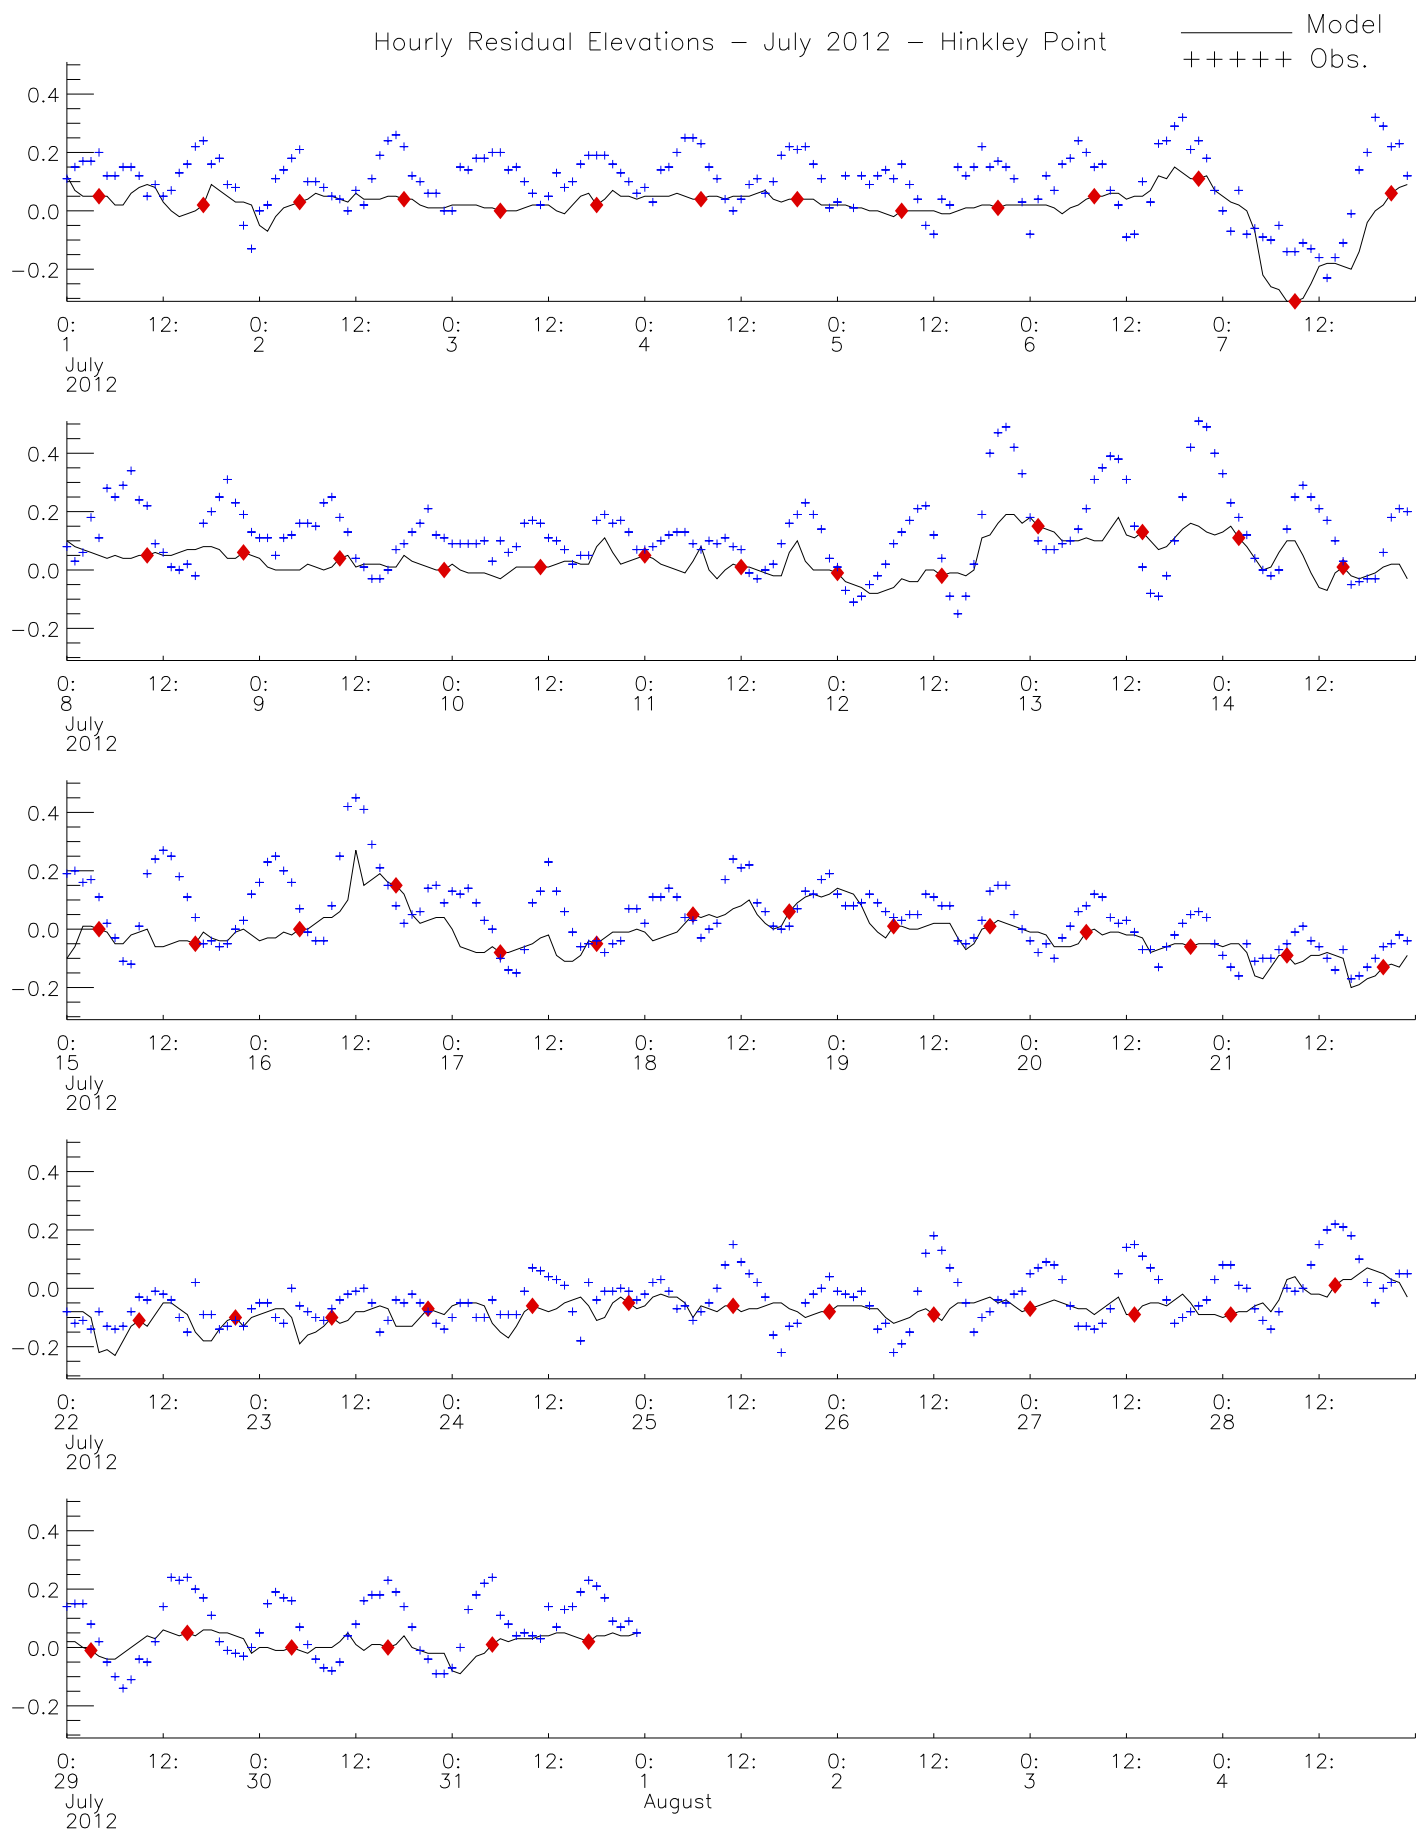 Hourly Residual Elevations – July 2012 – Hinkley Point
Model
+++++ Obs.
0.4
0.2
0.0
−0.2
0: 12: 0: 12: 0: 12: 0: 12: 0: 12: 0: 12: 0: 12:
1 2 3 4 5 6 7
July
2012
0.4
0.2
0.0
−0.2
0: 12: 0: 12: 0: 12: 0: 12: 0: 12: 0: 12: 0: 12:
8 9 10 11 12 13 14
July
2012
0.4
0.2
0.0
−0.2
0: 12: 0: 12: 0: 12: 0: 12: 0: 12: 0: 12: 0: 12:
15 16 17 18 19 20 21
July
2012
0.4
0.2
0.0
−0.2
0: 12: 0: 12: 0: 12: 0: 12: 0: 12: 0: 12: 0: 12:
22 23 24 25 26 27 28
July
2012
0.4
0.2
0.0
−0.2
0: 12: 0: 12: 0: 12: 0: 12: 0: 12: 0: 12: 0: 12:
29 30 31 1 2 3 4
July August
2012